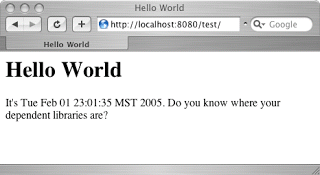 Hello World
http://localhost:8080/test/
Google
Hello World
Hello World
It's Tue Feb 01 23:01:35 MST 2005. Do you know where your
dependent libraries are?